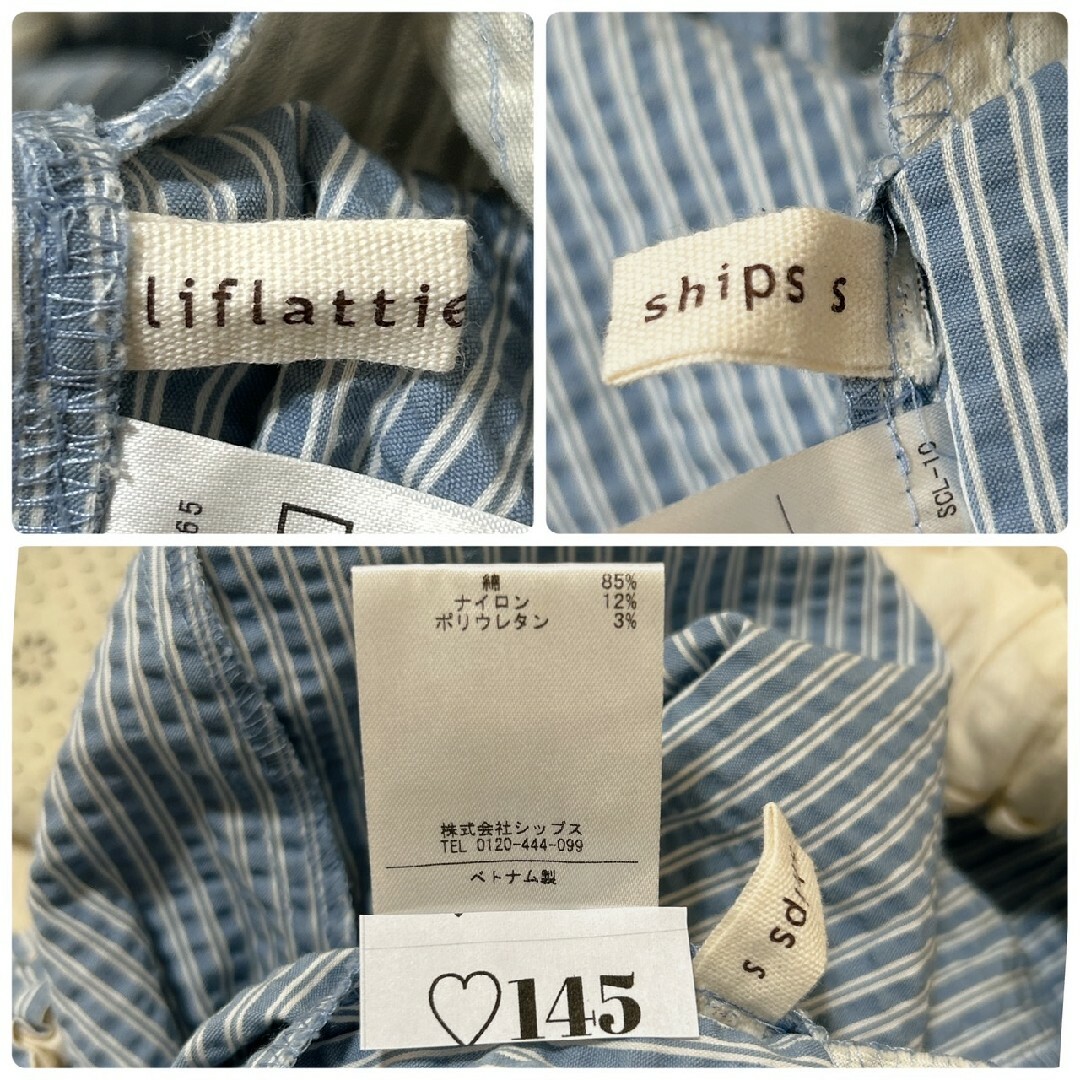 liflattie
ships s
65
SCL-10
綿 85%
ナイロン 12%
ポリウレタン 3%
株式会社シップス
TEL 0120-444-099
ベトナム製
♡145
ships s